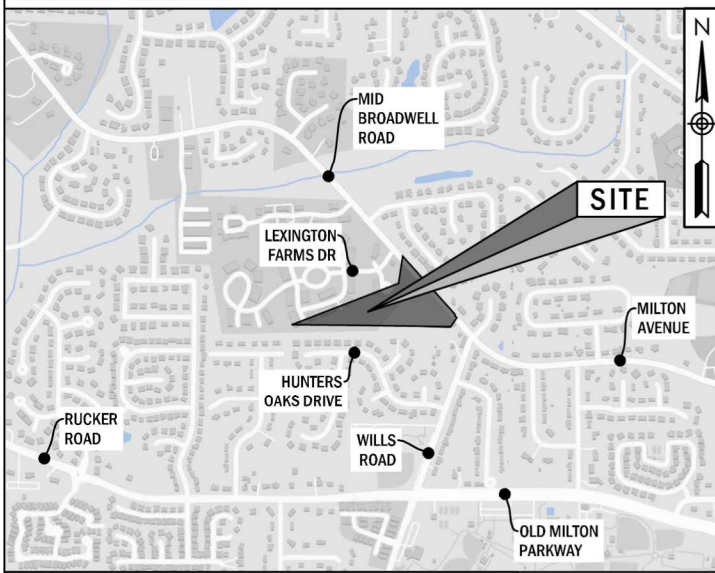 N
MID
BROADWELL
ROAD
SITE
LEXINGTON
FARMS DR
MILTON
AVENUE
HUNTERS
OAKS DRIVE
RUCKER
ROAD
WILLS
ROAD
OLD MILTON
PARKWAY